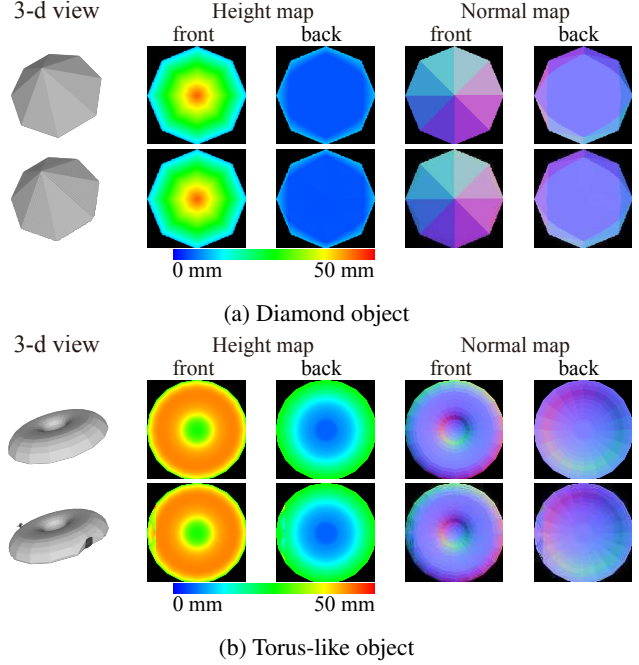 3-d view Height map Normal map
front back front back
0 mm 50 mm
(a) Diamond object
3-d view Height map Normal map
front back front back
0 mm 50 mm
(b) Torus-like object